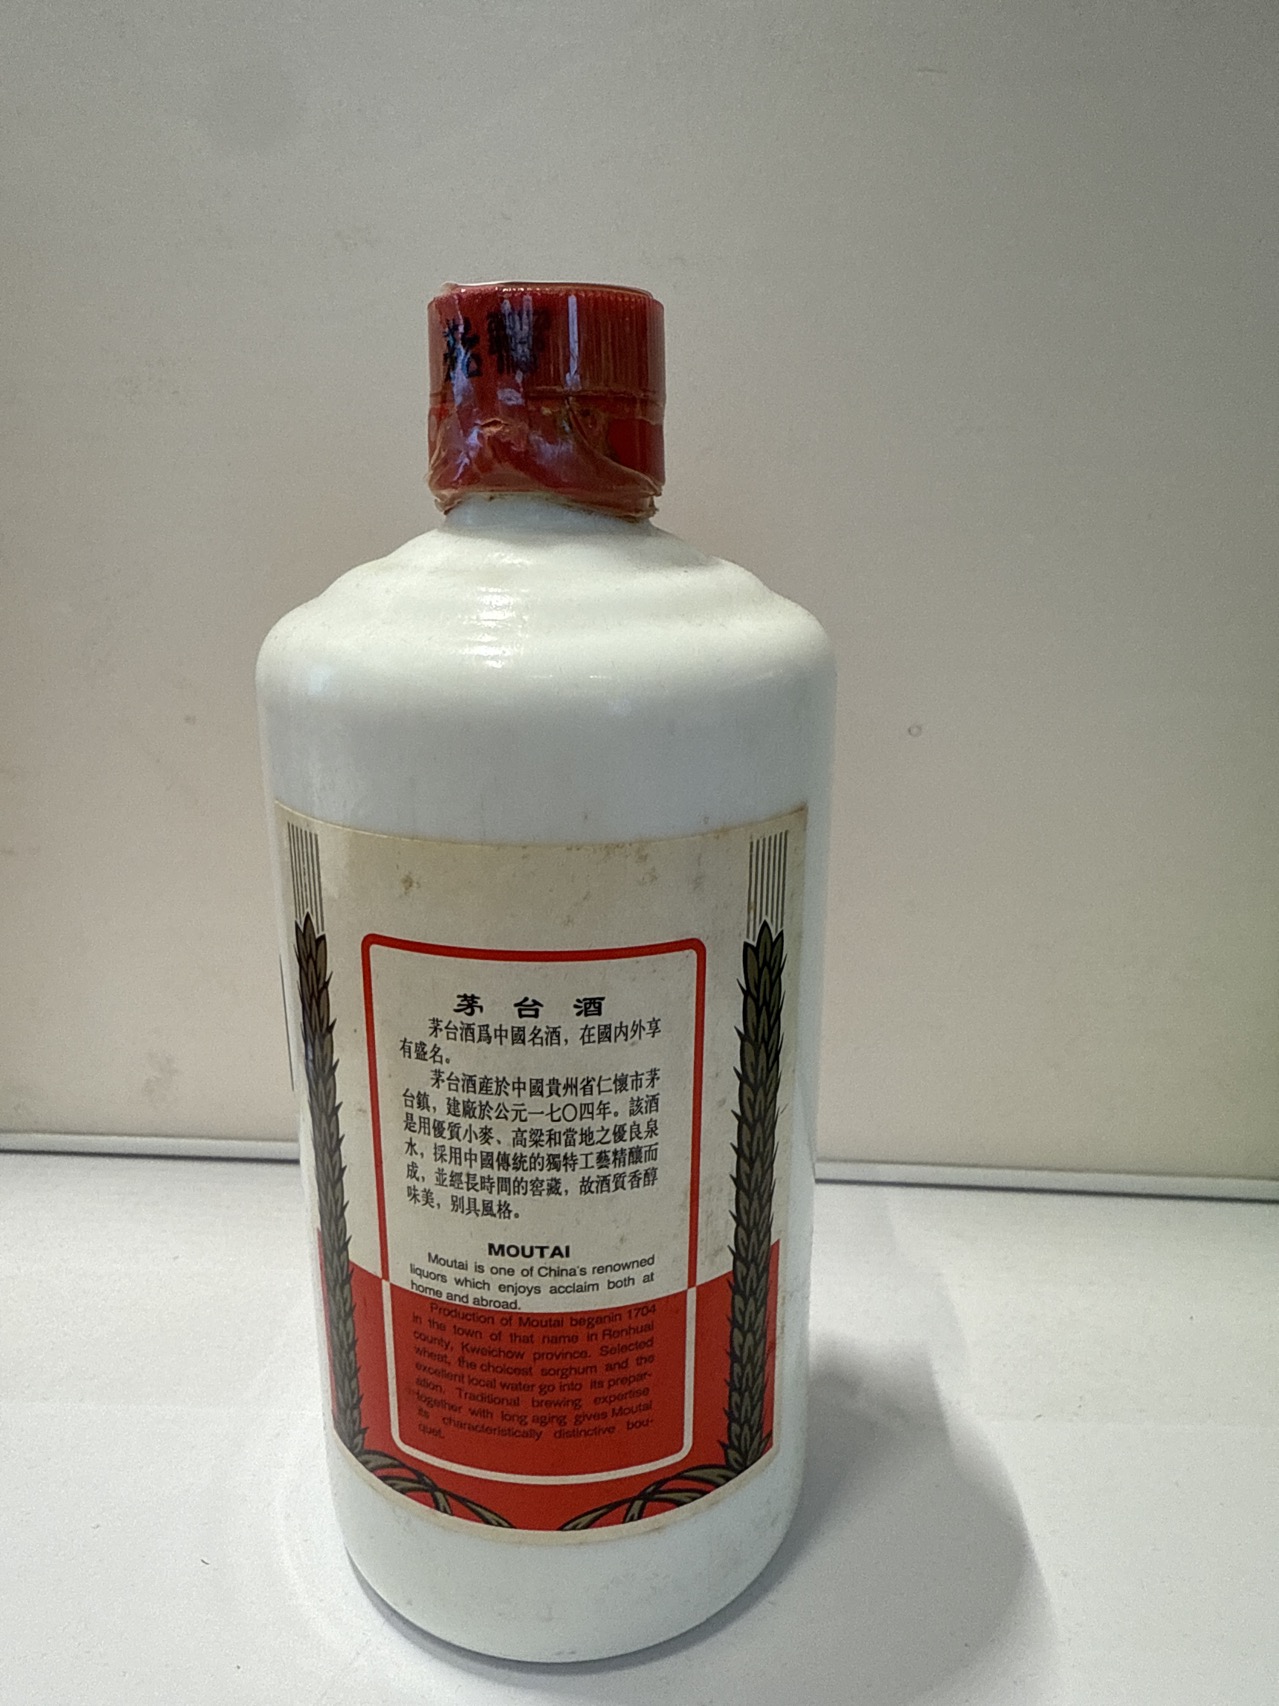 茅台酒
茅台酒爲中國名酒，在國内外享
有盛名。
茅台酒産於中國貴州省仁懷市茅
台鎮，建廠於公元一七〇四年。該酒
是用優質小麥、高粱和當地之優良泉
水，採用中國傳統的獨特工藝精釀而
成，並經長時間的窖藏，故酒質香醇
味美，别具風格。
MOUTAI
Moutai is one of China's renowned
liquors which enjoys acclaim both at
home and abroad.
Production of Moutai beganin 1704
in the town of that name in Renhuai
county, Kweichow province. Selected
wheat, the choicest sorghum and the
excellent local water go into its prepar-
ation. Traditional brewing expertise
together with long aging gives Moutai
its characteristically distinctive bou-
quet.